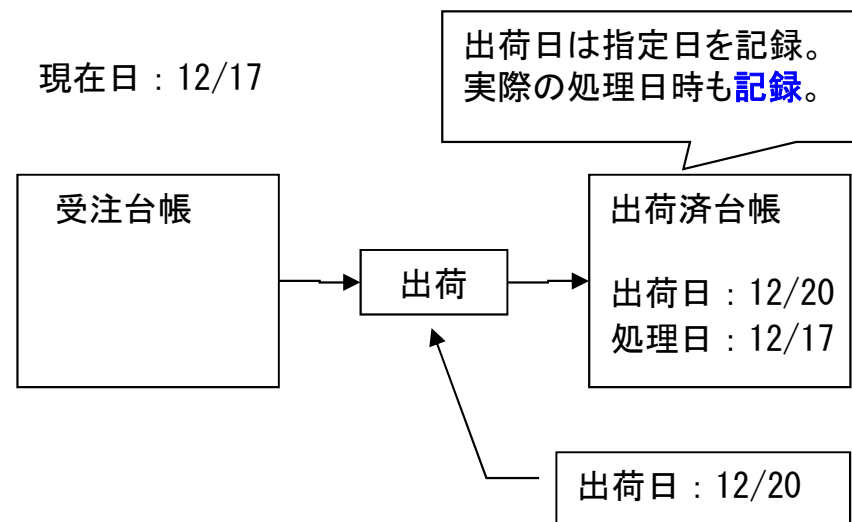 現在日：12/17
出荷日は指定日を記録。
実際の処理日時も記録。
受注台帳
出荷
出荷済台帳
出荷日：12/20
処理日：12/17
出荷日：12/20